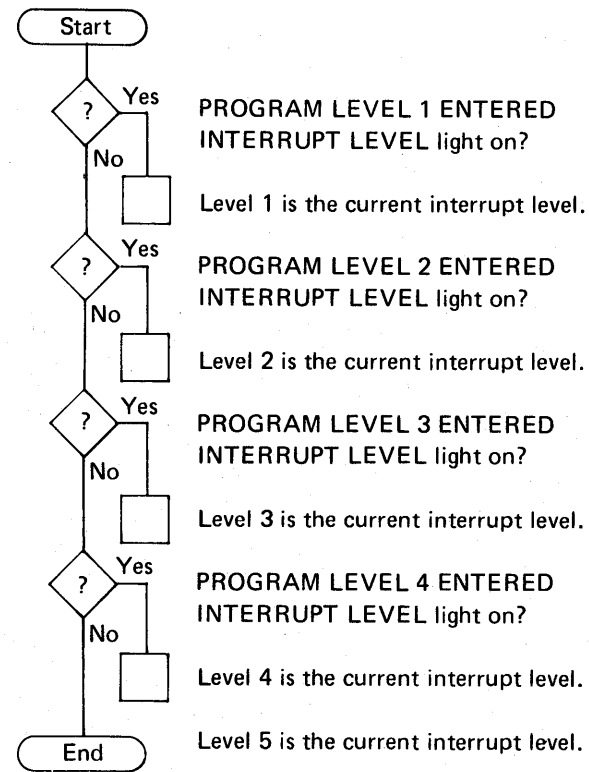 Start
? Yes PROGRAM LEVEL 1 ENTERED
INTERRUPT LEVEL light on?
No
Level 1 is the current interrupt level.
? Yes PROGRAM LEVEL 2 ENTERED
INTERRUPT LEVEL light on?
No
Level 2 is the current interrupt level.
? Yes PROGRAM LEVEL 3 ENTERED
INTERRUPT LEVEL light on?
No
Level 3 is the current interrupt level.
? Yes PROGRAM LEVEL 4 ENTERED
INTERRUPT LEVEL light on?
No
Level 4 is the current interrupt level.
End Level 5 is the current interrupt level.